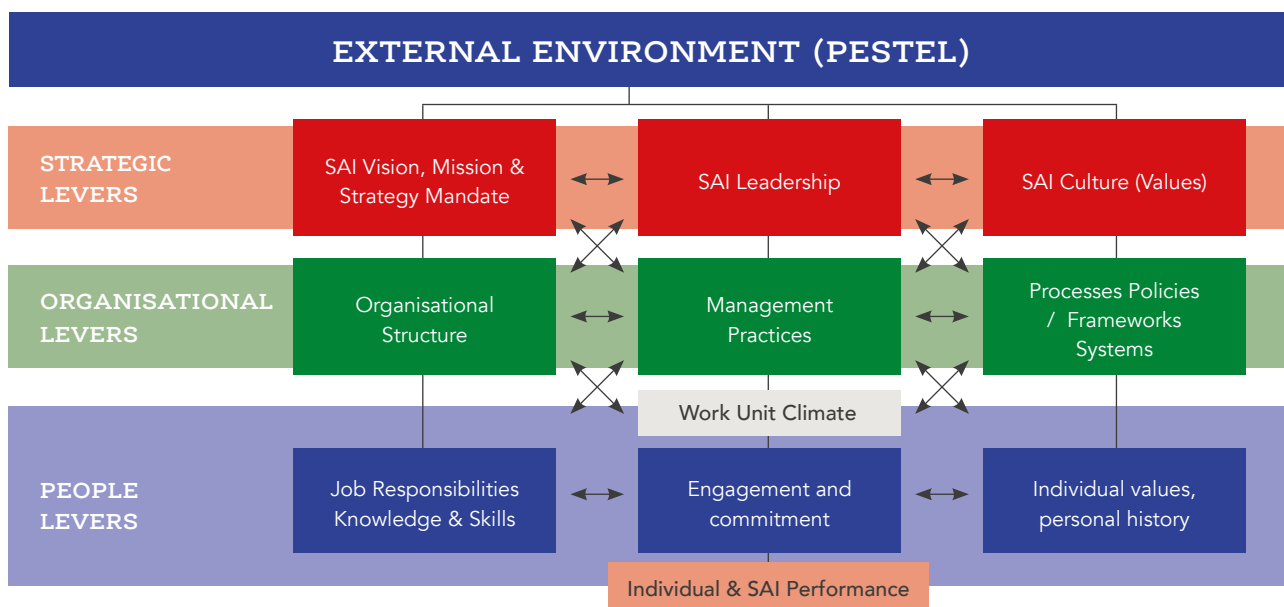 EXTERNAL ENVIRONMENT (PESTEL)
STRATEGIC
LEVERS
SAI Vision, Mission &
Strategy Mandate
SAI Leadership
SAI Culture (Values)
ORGANISATIONAL
LEVERS
Organisational
Structure
Management
Practices
Processes Policies
/ Frameworks
Systems
Work Unit Climate
PEOPLE
LEVERS
Job Responsibilities
Knowledge & Skills
Engagement and
commitment
Individual values,
personal history
Individual & SAI Performance